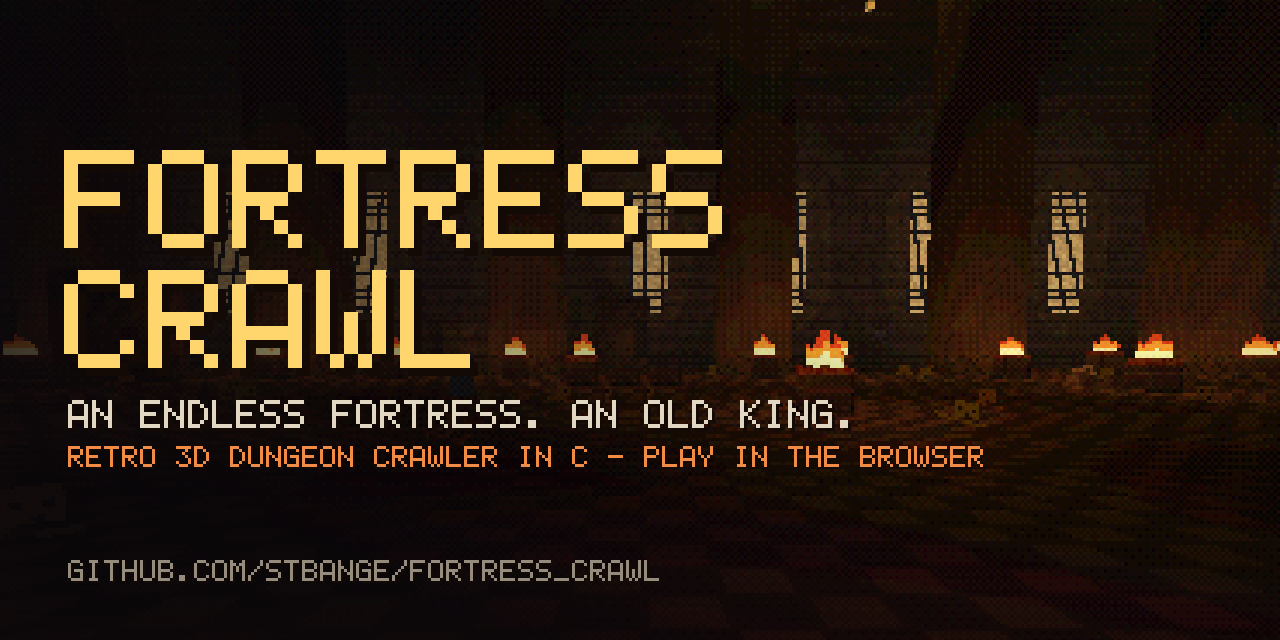 FORTRESS
CRAWL
AN ENDLESS FORTRESS. AN OLD KING.
RETRO 3D DUNGEON CRAWLER IN C – PLAY IN THE BROWSER
GITHUB.COM/STBANGE/FORTRESS_CRAWL